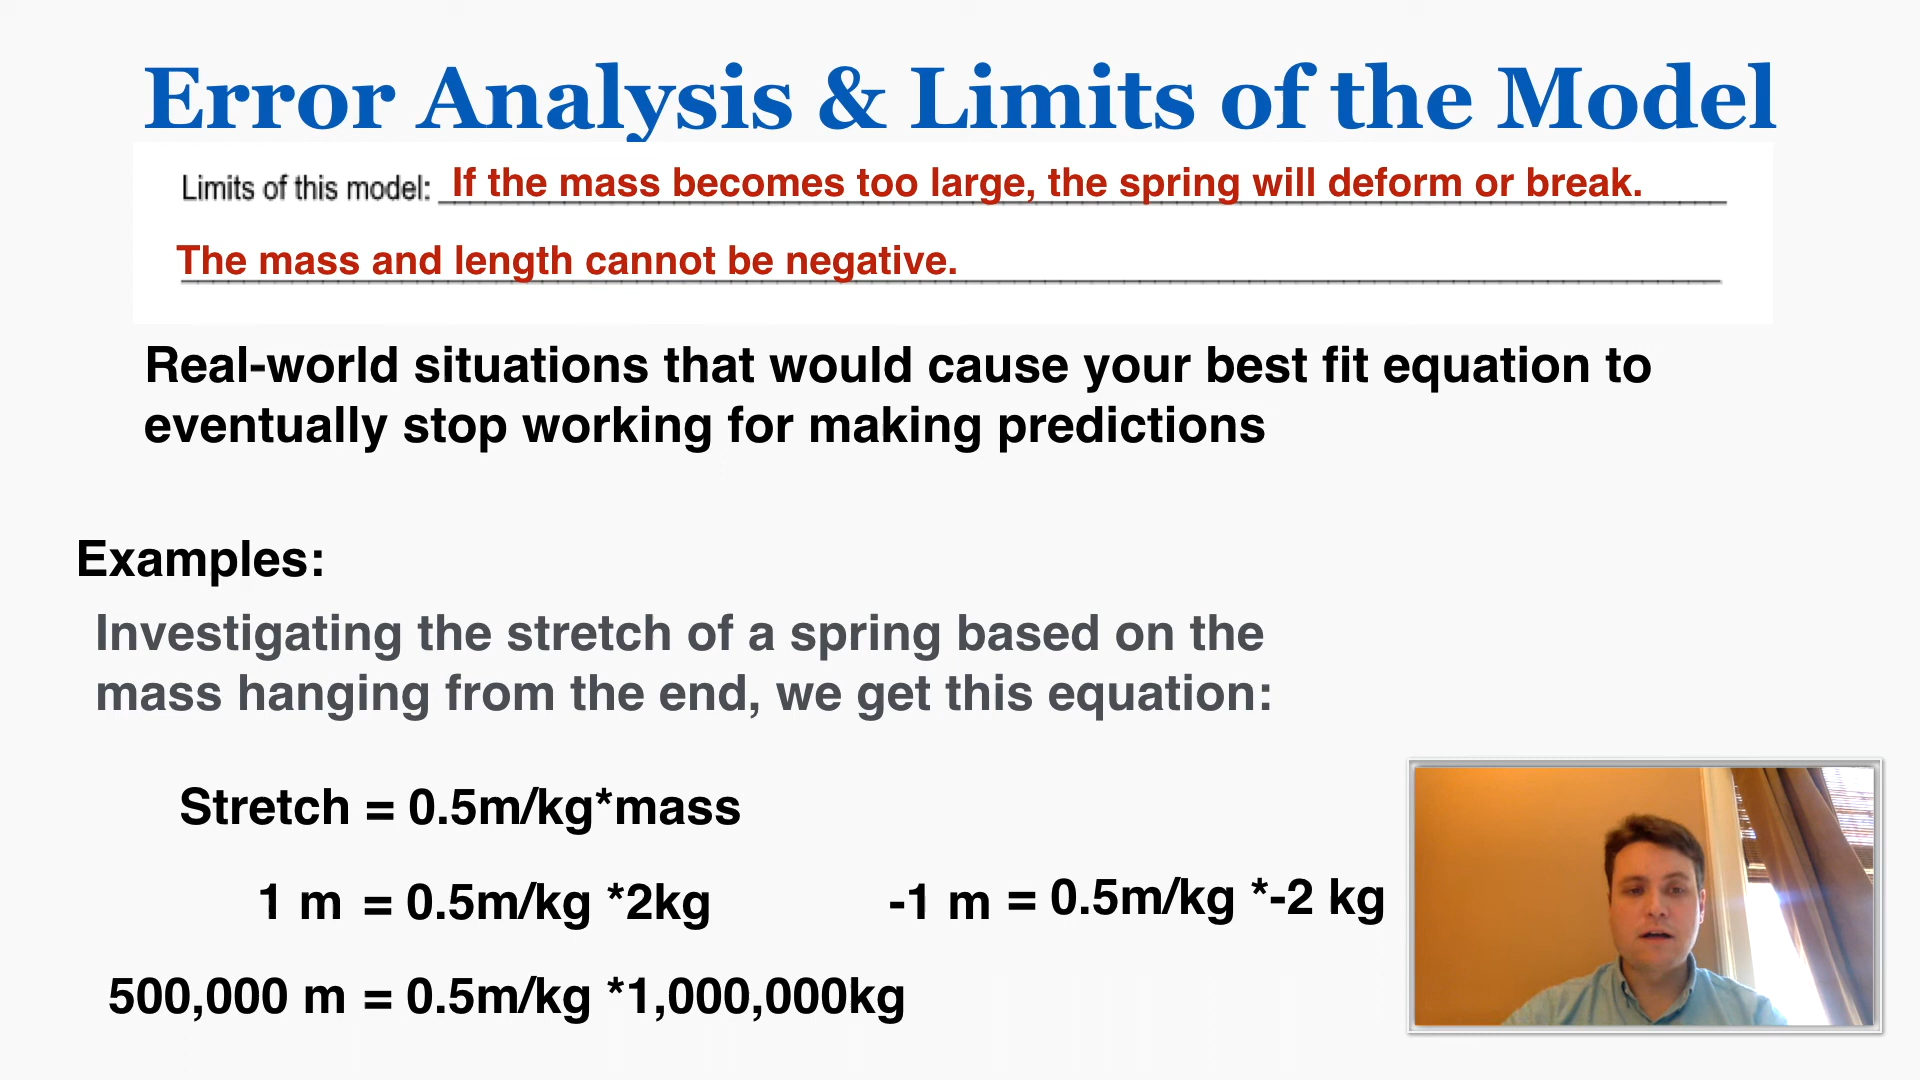 Error Analysis & Limits of the Model
Limits of this model: If the mass becomes too large, the spring will deform or break.
The mass and length cannot be negative.
Real-world situations that would cause your best fit equation to
eventually stop working for making predictions
Examples:
Investigating the stretch of a spring based on the
mass hanging from the end, we get this equation:
Stretch = 0.5m/kg*mass
1 m = 0.5m/kg *2kg
-1 m = 0.5m/kg *-2 kg
500,000 m = 0.5m/kg *1,000,000kg